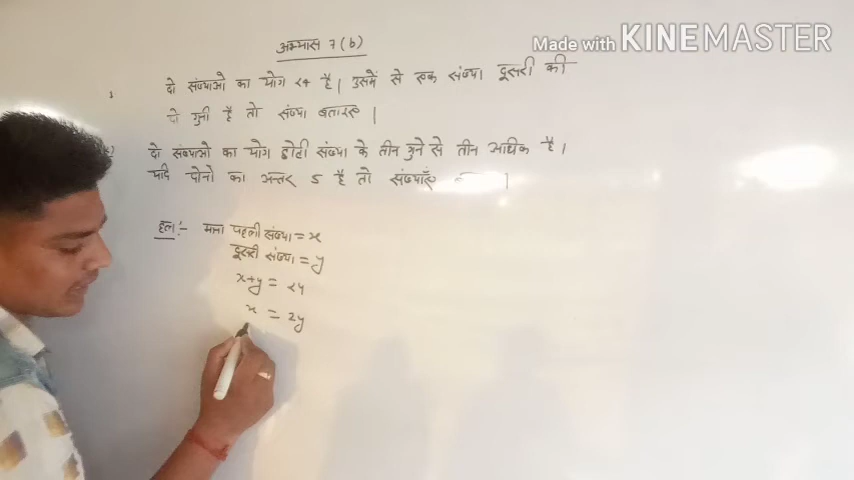 Made with KINEMASTER
अभ्यास 7 (b)
दो संख्याओ का योग 24 है। उसमें से एक संख्या दूसरी की
दो गुनी है तो संख्या बताइए।
दो संख्याओ का योग छोटी संख्या के तीन गुने से तीन अधिक है।
यदि दोनो का अन्तर 5 है तो संख्याएँ
हल:- माना पहली संख्या = x
दूसरी संख्या = y
x+y = 24
x = 2y